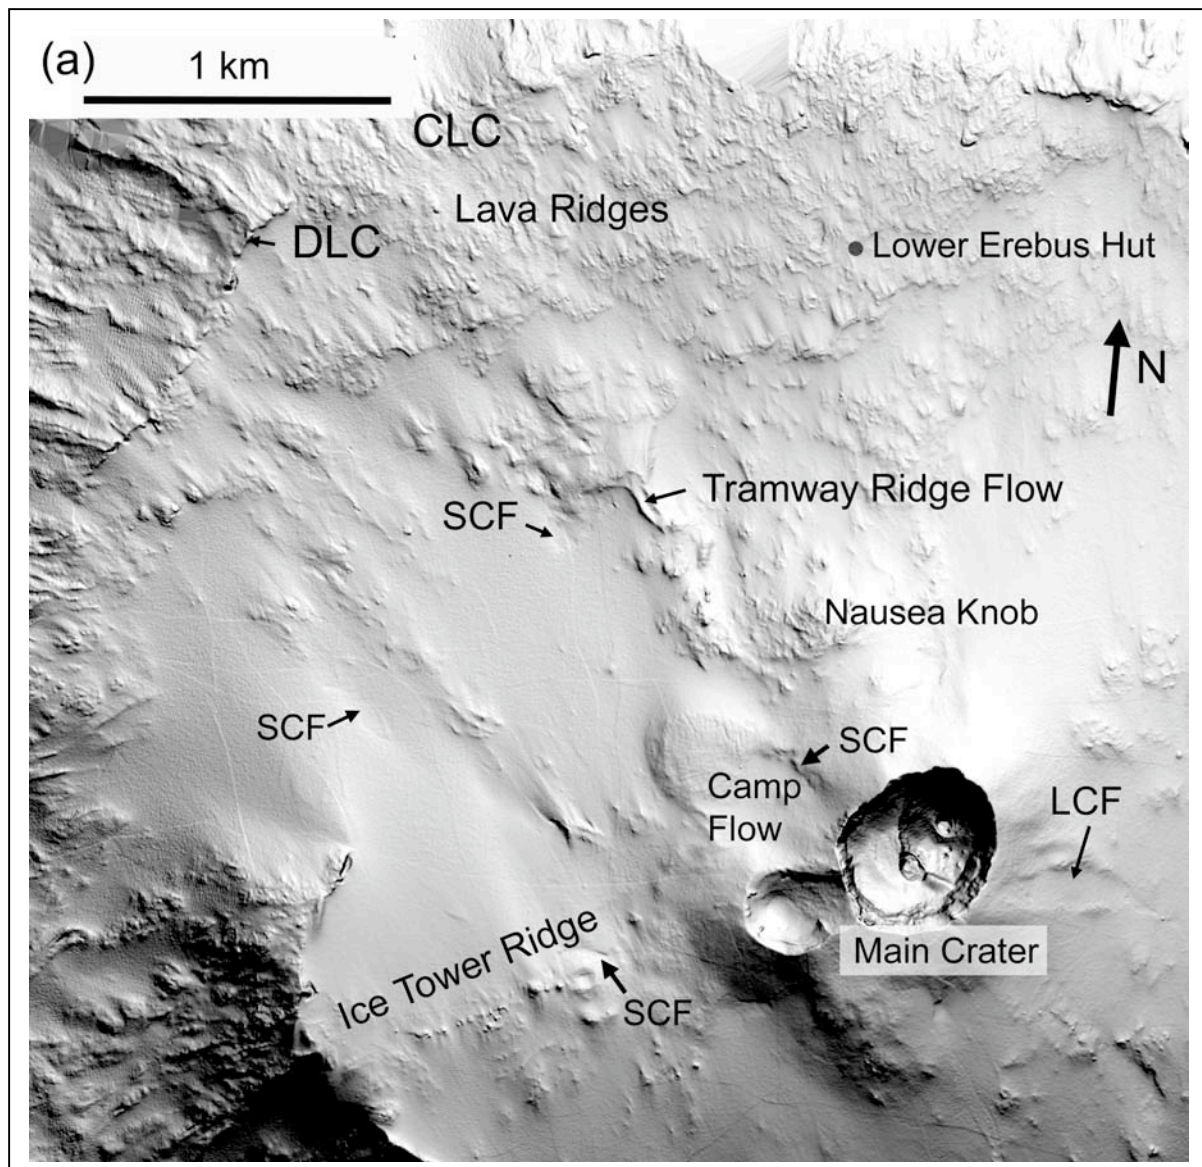 (a)
1 km
CLC
Lava Ridges
DLC
Lower Erebus Hut
N
Tramway Ridge Flow
SCF
Nausea Knob
SCF
SCF
Camp
Flow
LCF
Ice Tower Ridge
Main Crater
SCF